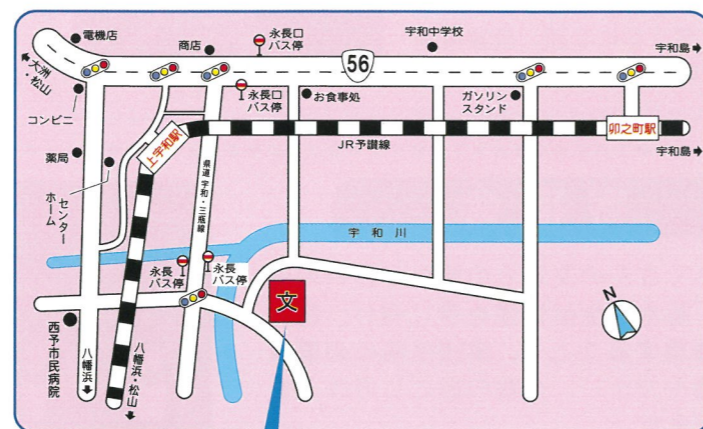 電機店
商店
永長口
バス停
宇和中学校
宇和島
大洲・松山
56
コンビニ
永長口
バス停
お食事処
ガソリン
スタンド
上宇和駅
卯之町駅
JR予讃線
宇和島
薬局
ホームセンター
県道 宇和・三瓶線
宇和川
永長
バス停
永長
バス停
文
N
西予市民病院
八幡浜
八幡浜・松山